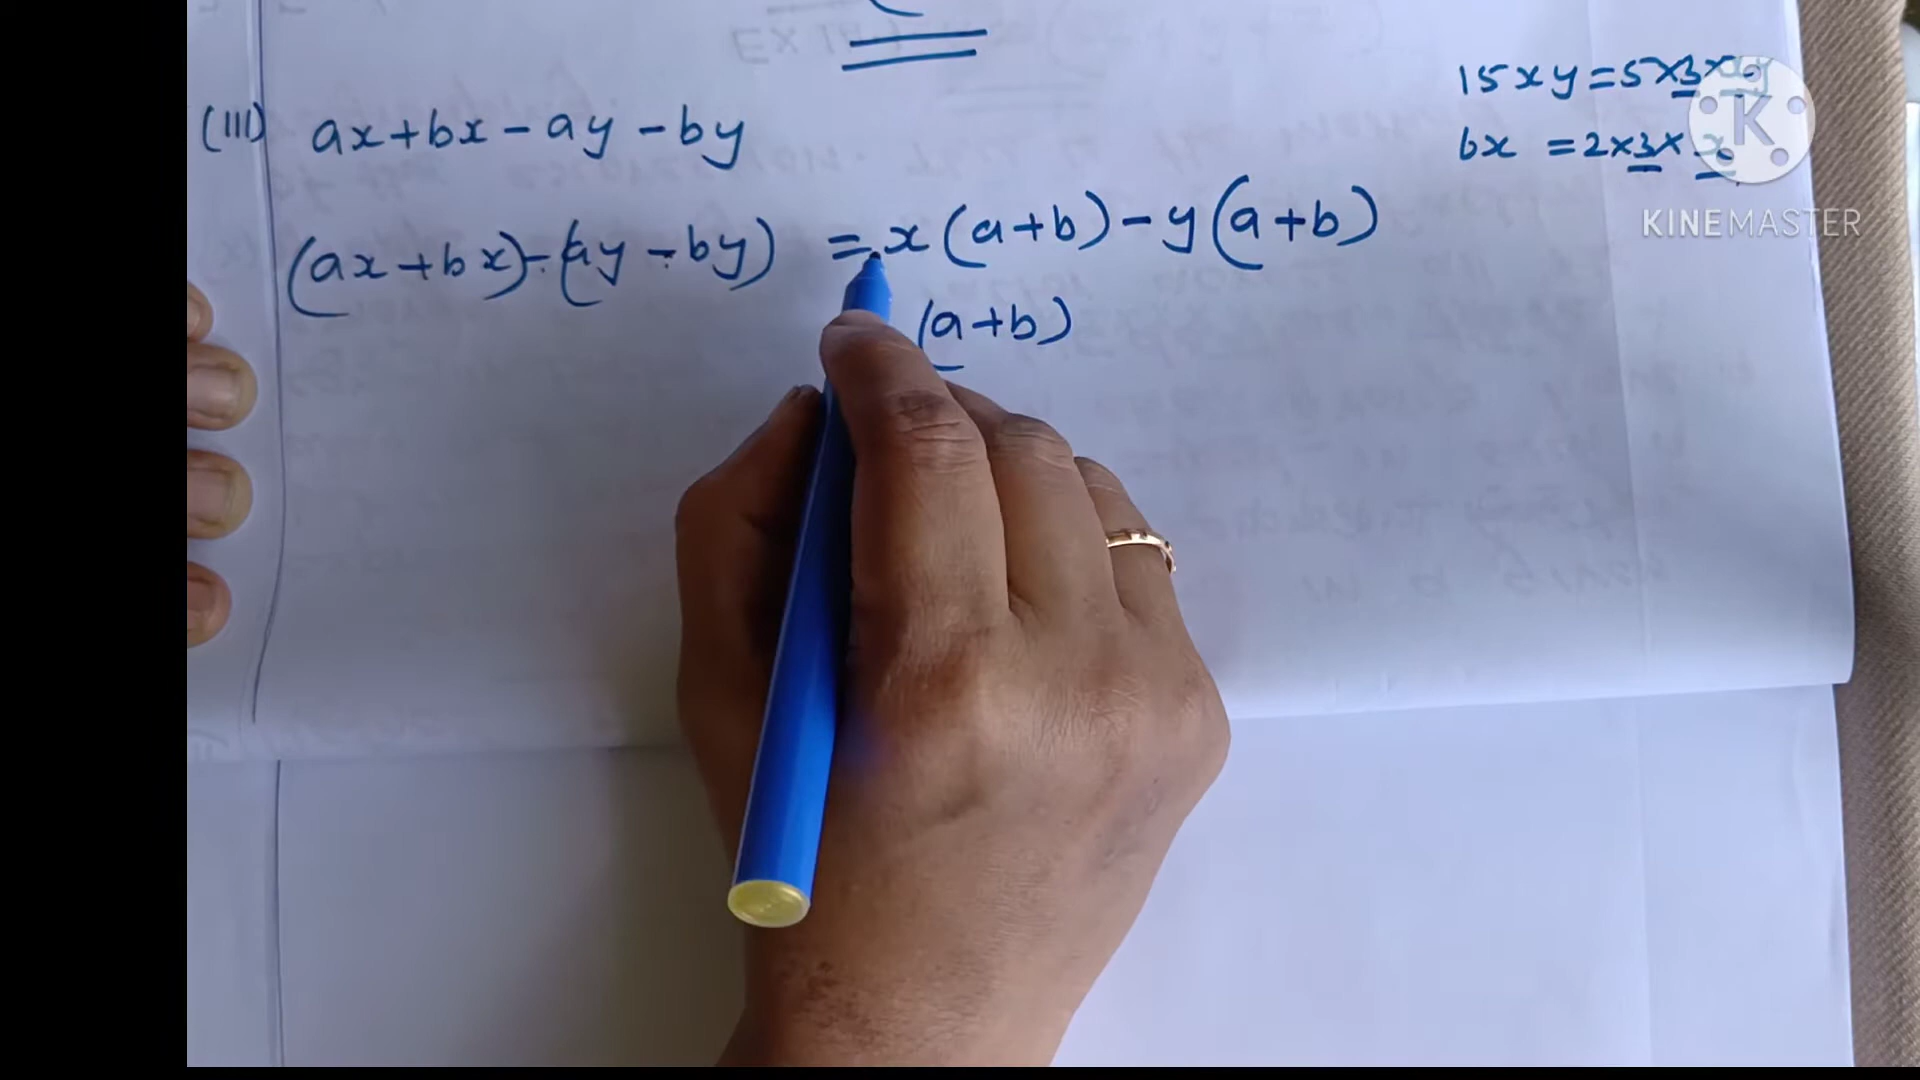 15xy = 5×3×
6x = 2×3×x
KINEMASTER
(III) ax+bx-ay-by
(ax+bx)-(ay-by) = x(a+b)-y(a+b)
(a+b)